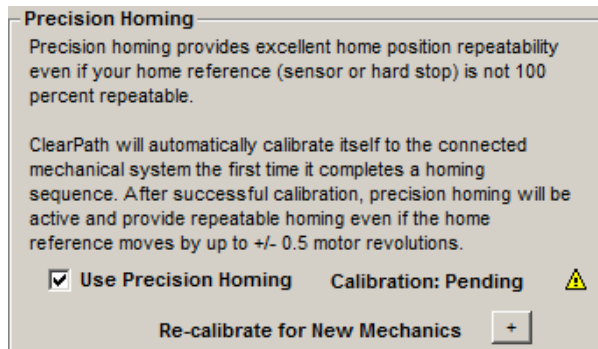 Precision Homing
Precision homing provides excellent home position repeatability
even if your home reference (sensor or hard stop) is not 100
percent repeatable.
ClearPath will automatically calibrate itself to the connected
mechanical system the first time it completes a homing
sequence. After successful calibration, precision homing will be
active and provide repeatable homing even if the home
reference moves by up to +/- 0.5 motor revolutions.
Use Precision Homing Calibration: Pending
Re-calibrate for New Mechanics +